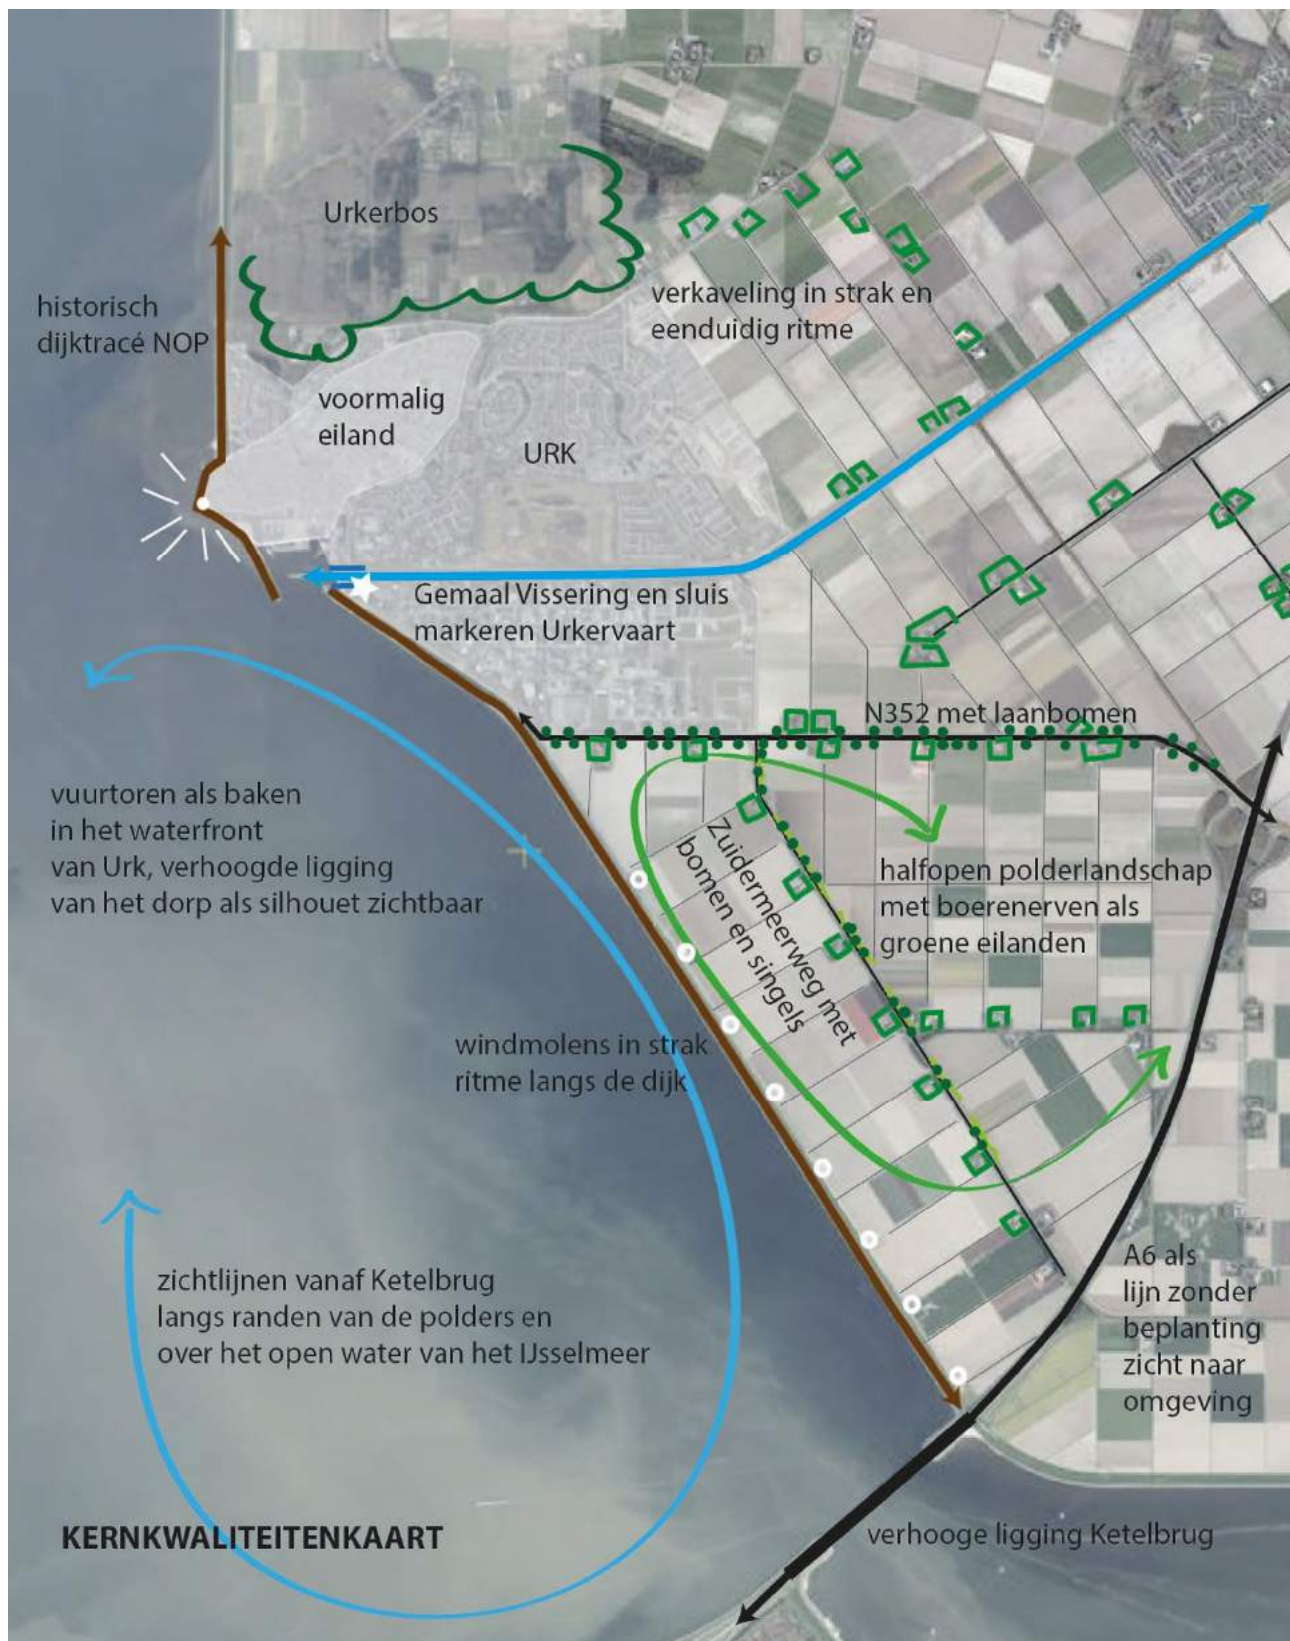 Urkerbos
historisch
dijktracé NOP
verkaveling in strak en
eenduidig ritme
voormalig
eiland
URK
Gemaal Vissering en sluis
markeren Urkervaart
N352 met laanbomen
vuurtoren als baken
in het waterfront
van Urk, verhoogde ligging
van het dorp als silhouet zichtbaar
Zuidermeerweg met
bomen en singels
halfopen polderlandschap
met boerenerven als
groene eilanden
windmolens in strak
ritme langs de dijk
zichtlijnen vanaf Ketelbrug
langs randen van de polders en
over het open water van het IJsselmeer
A6 als
lijn zonder
beplanting
zicht naar
omgeving
KERNKWALITEITENKAART
verhooge ligging Ketelbrug